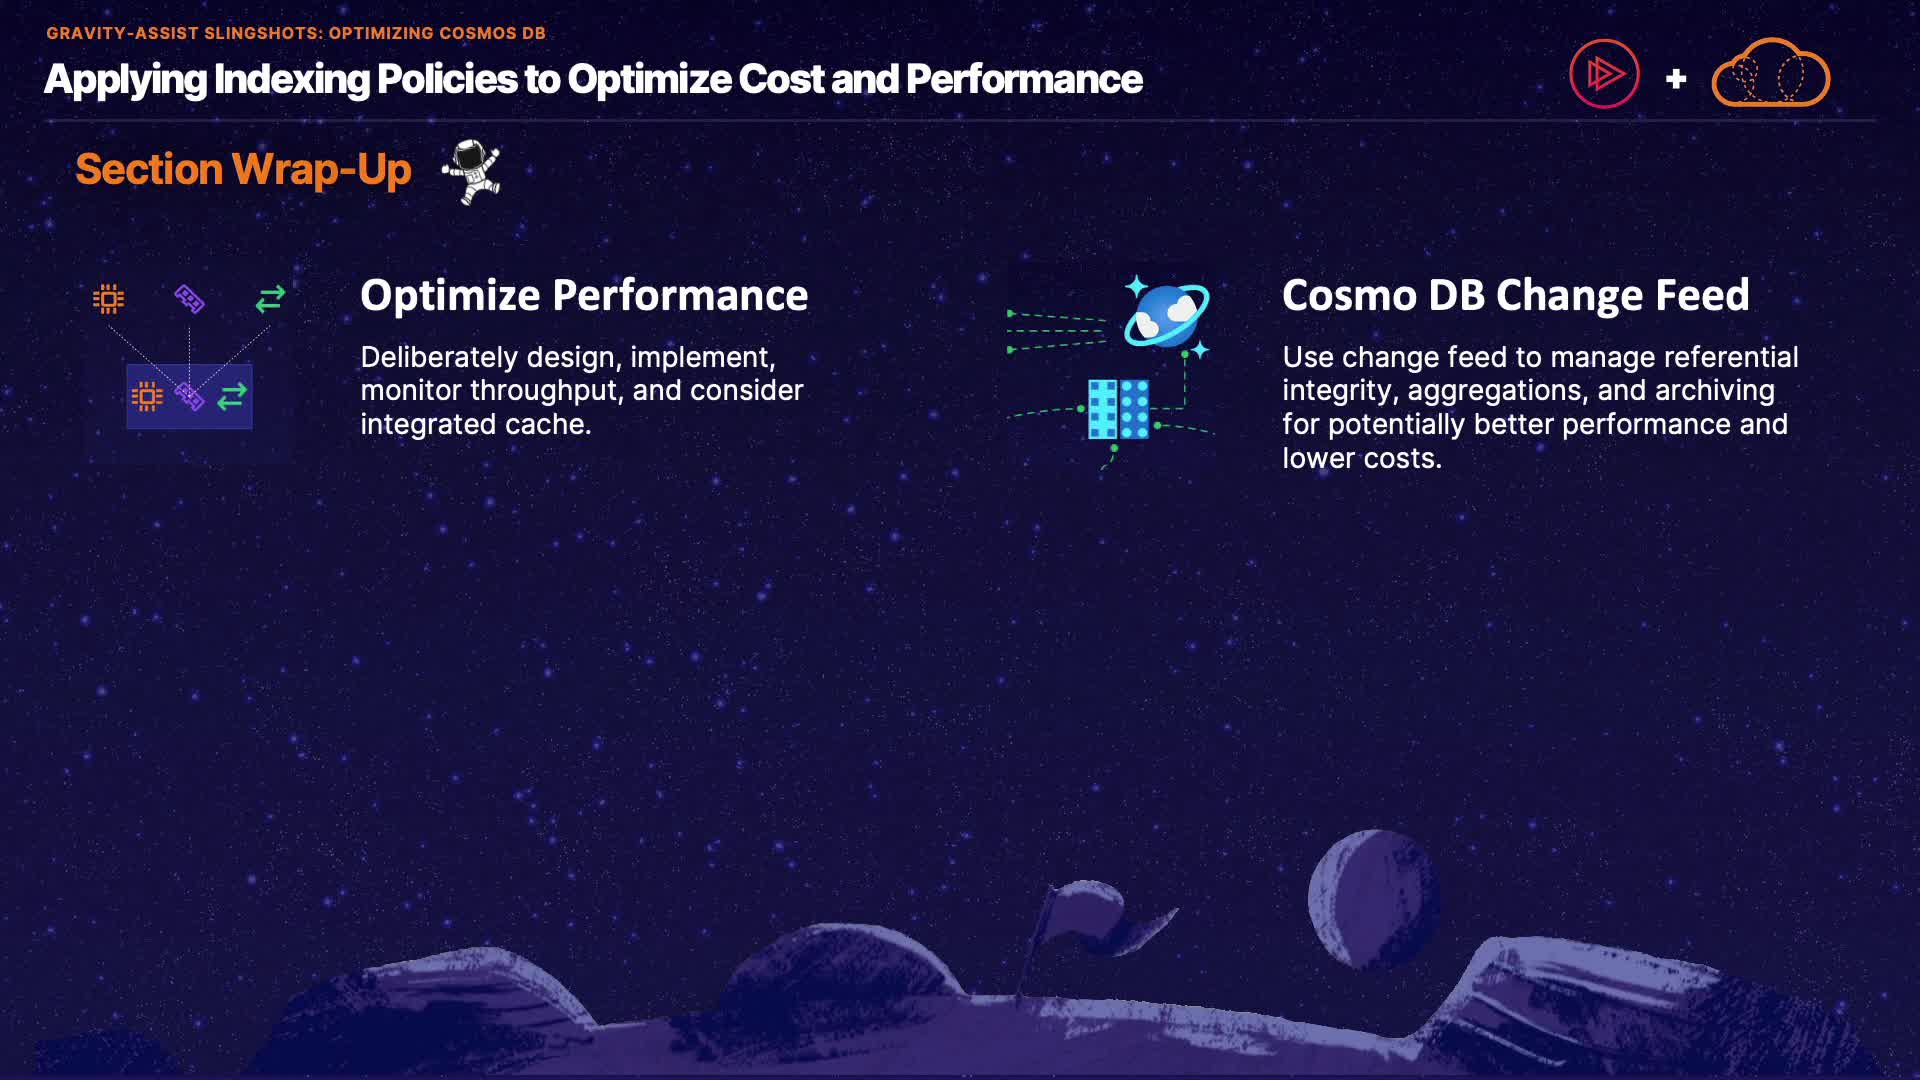 GRAVITY-ASSIST SLINGSHOTS: OPTIMIZING COSMOS DB
Applying Indexing Policies to Optimize Cost and Performance
+
Section Wrap-Up
Optimize Performance
Deliberately design, implement,
monitor throughput, and consider
integrated cache.
Cosmo DB Change Feed
Use change feed to manage referential
integrity, aggregations, and archiving
for potentially better performance and
lower costs.